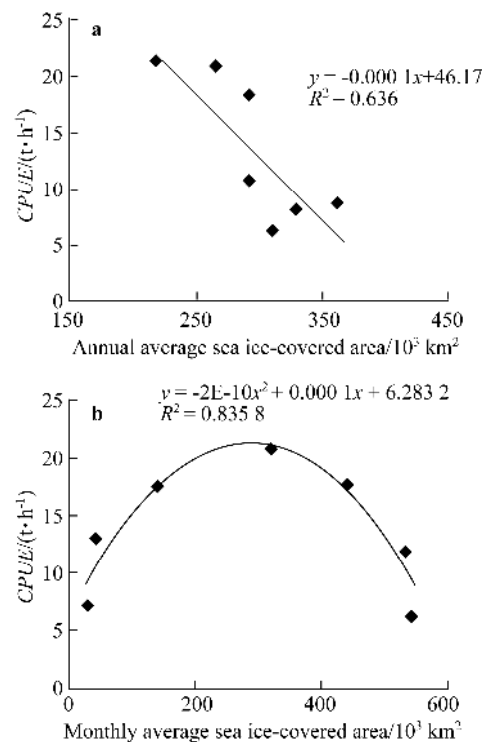 a
25
y = -0.000 1x+46.17
R² – 0.636
20
15
10
5
0
CPUE/(t·h⁻¹)
150 250 350 450
Annual average sea ice-covered area/10³ km²
y = -2E-10x² + 0.000 1x + 6.283 2
R² = 0.835 8
b
25
20
15
10
5
0
CPUE/(t·h⁻¹)
0 200 400 600
Monthly average sea ice-covered area/10³ km²